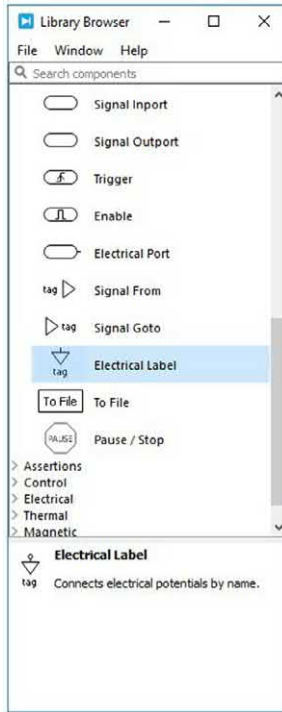 Library Browser
File Window Help
Search components
Signal Inport
Signal Outport
Trigger
Enable
Electrical Port
tag Signal From
tag Signal Goto
tag Electrical Label
To File To File
PAUSE Pause / Stop
Assertions
Control
Electrical
Thermal
Magnetic
Electrical Label
tag Connects electrical potentials by name.